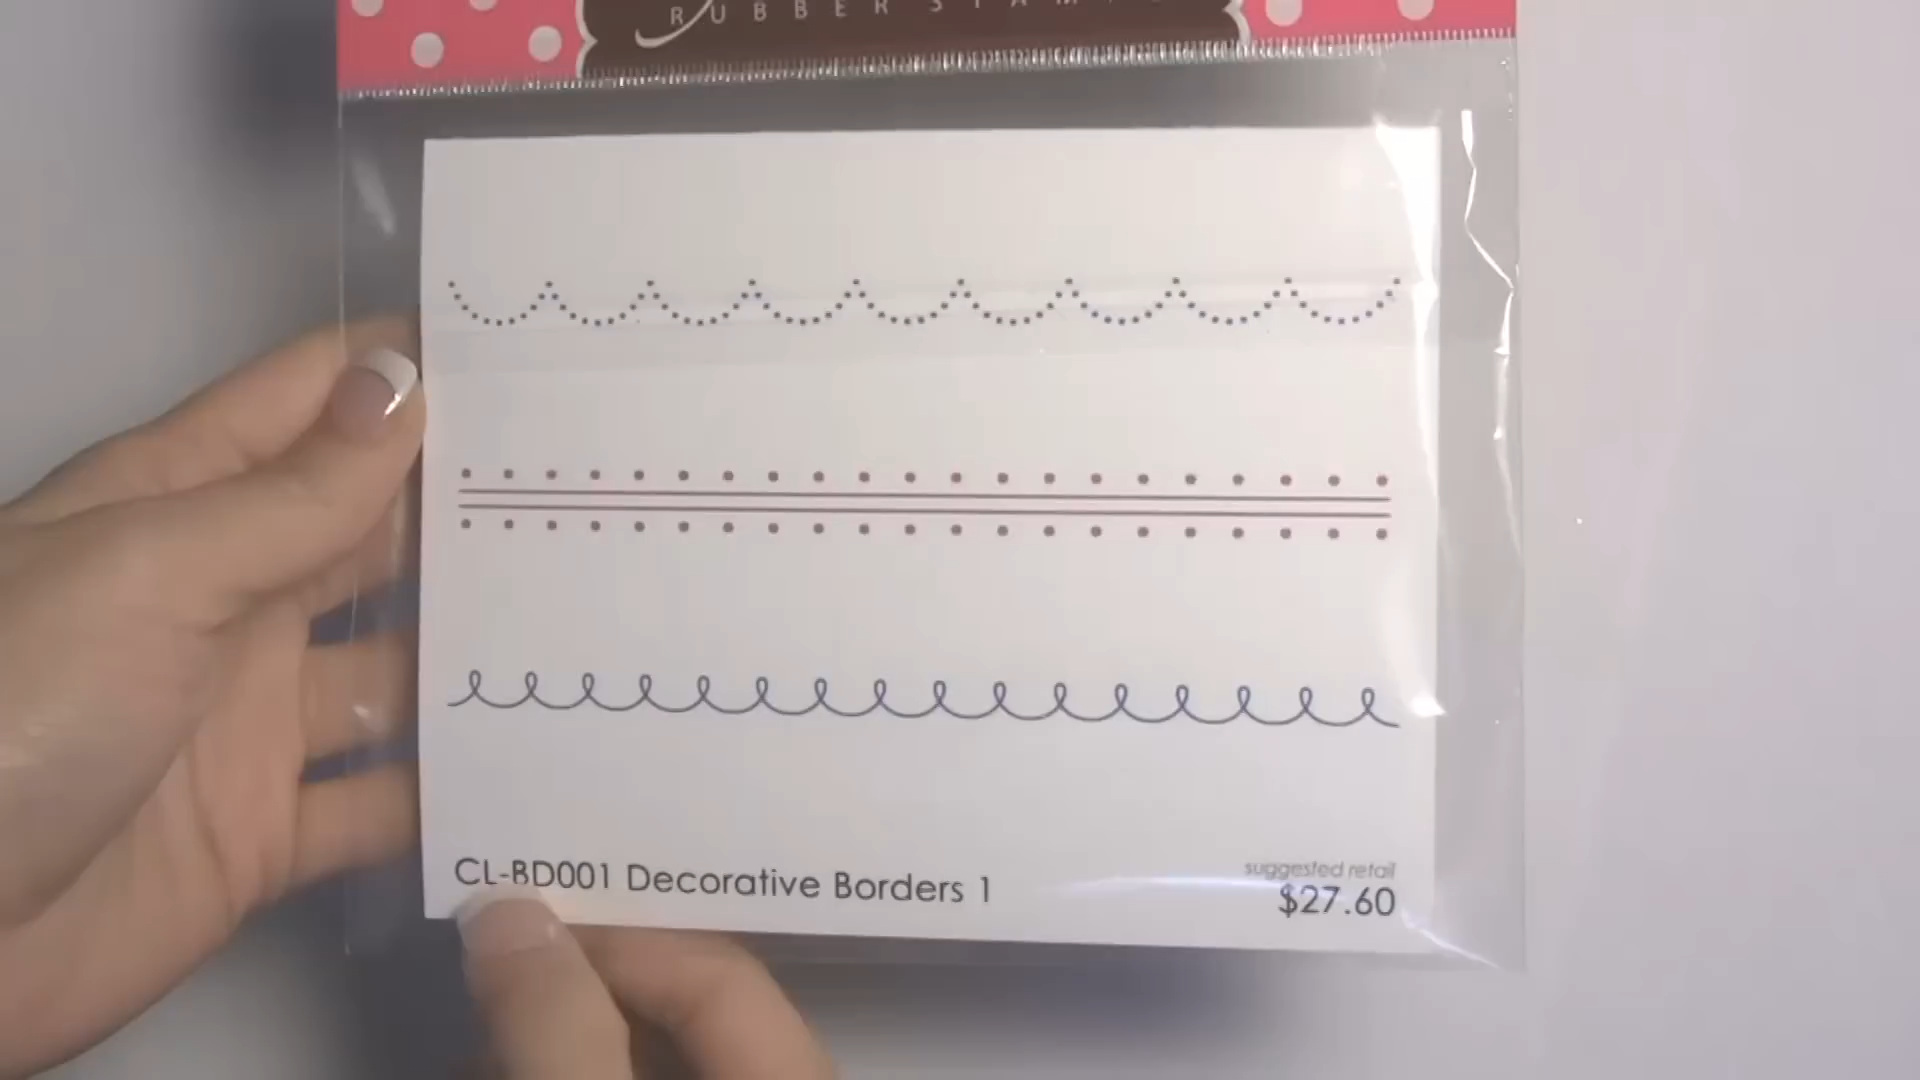 RUBBER STAMPS
CL-BD001 Decorative Borders 1
suggested retail
$27.60